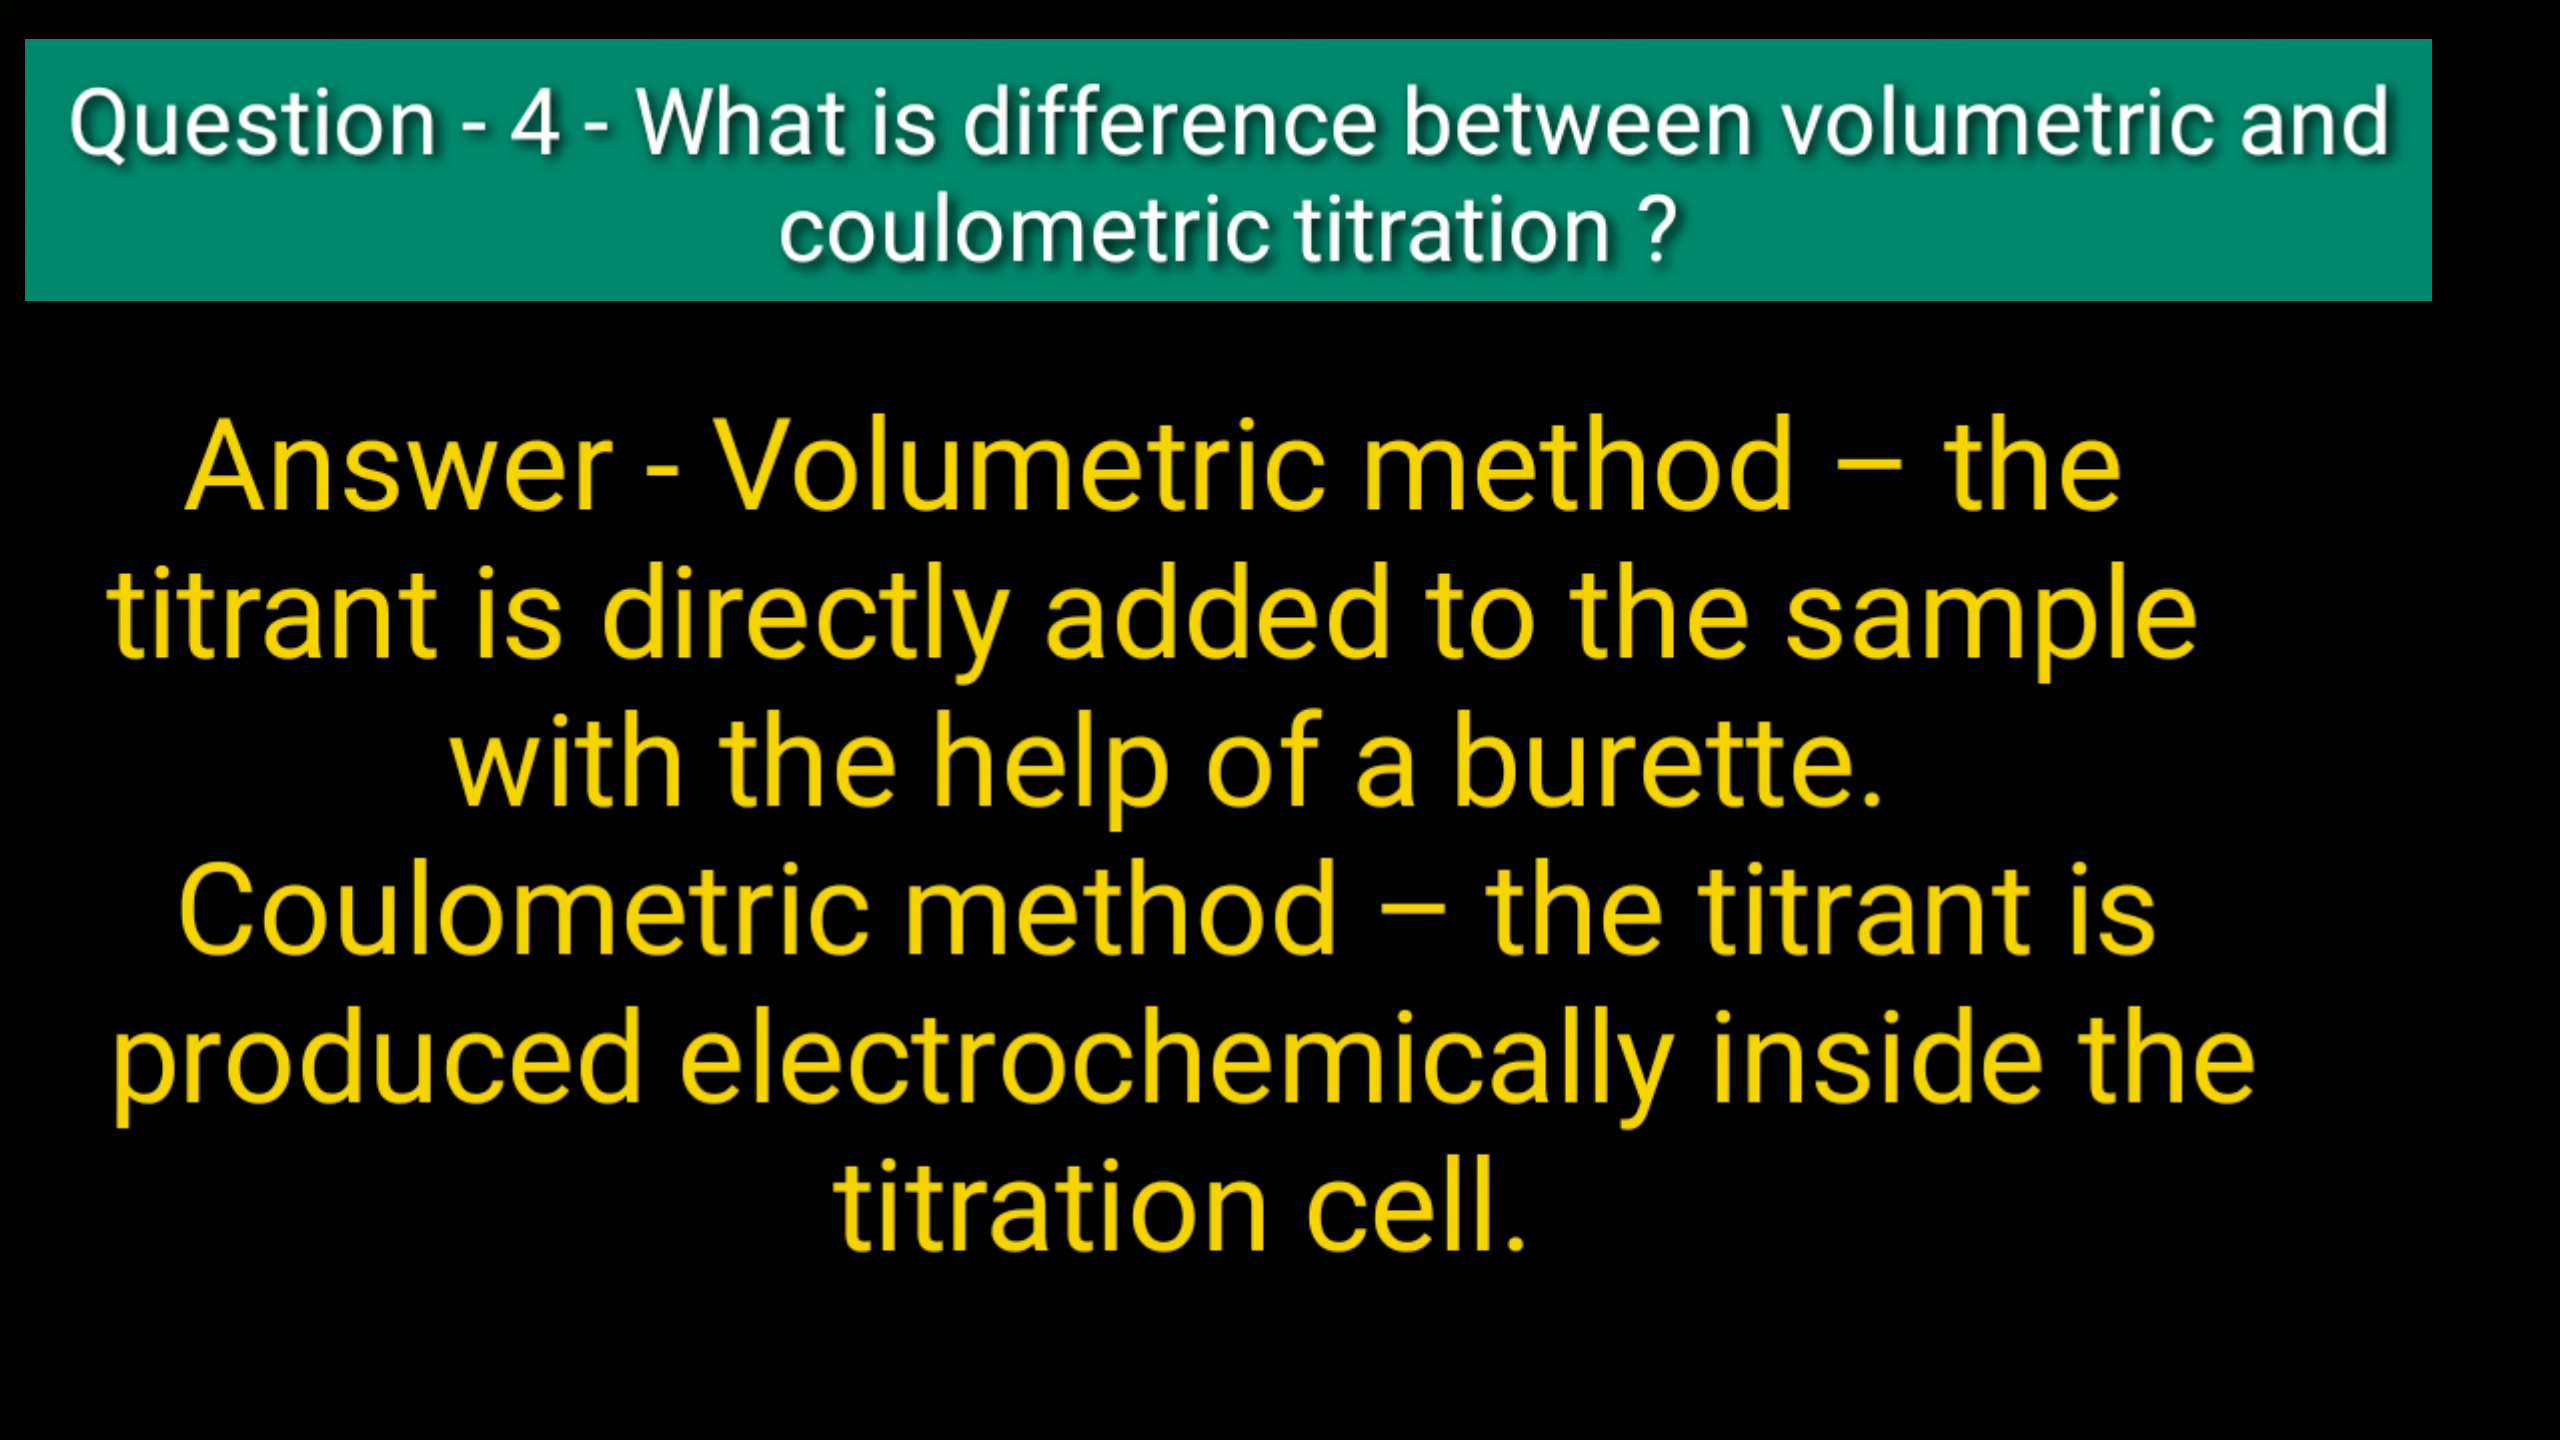 Question - 4 - What is difference between volumetric and
coulometric titration ?
Answer - Volumetric method – the
titrant is directly added to the sample
with the help of a burette.
Coulometric method – the titrant is
produced electrochemically inside the
titration cell.